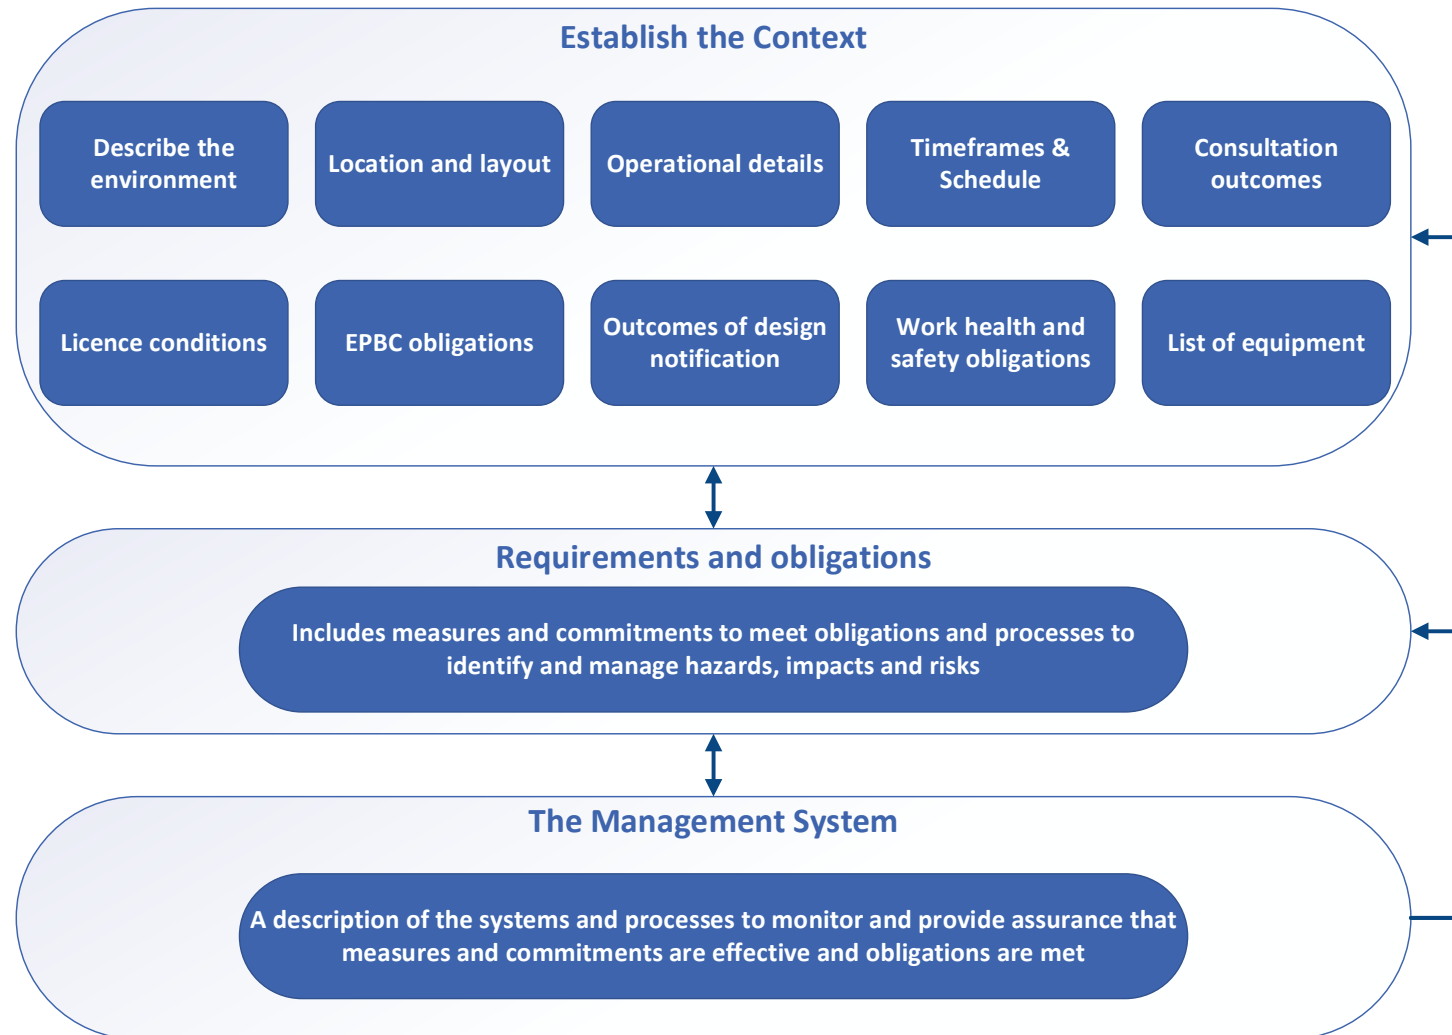 Establish the Context
Describe the
environment
Location and layout
Operational details
Timeframes &
Schedule
Consultation
outcomes
Licence conditions
EPBC obligations
Outcomes of design
notification
Work health and
safety obligations
List of equipment
Requirements and obligations
Includes measures and commitments to meet obligations and processes to
identify and manage hazards, impacts and risks
The Management System
A description of the systems and processes to monitor and provide assurance that
measures and commitments are effective and obligations are met